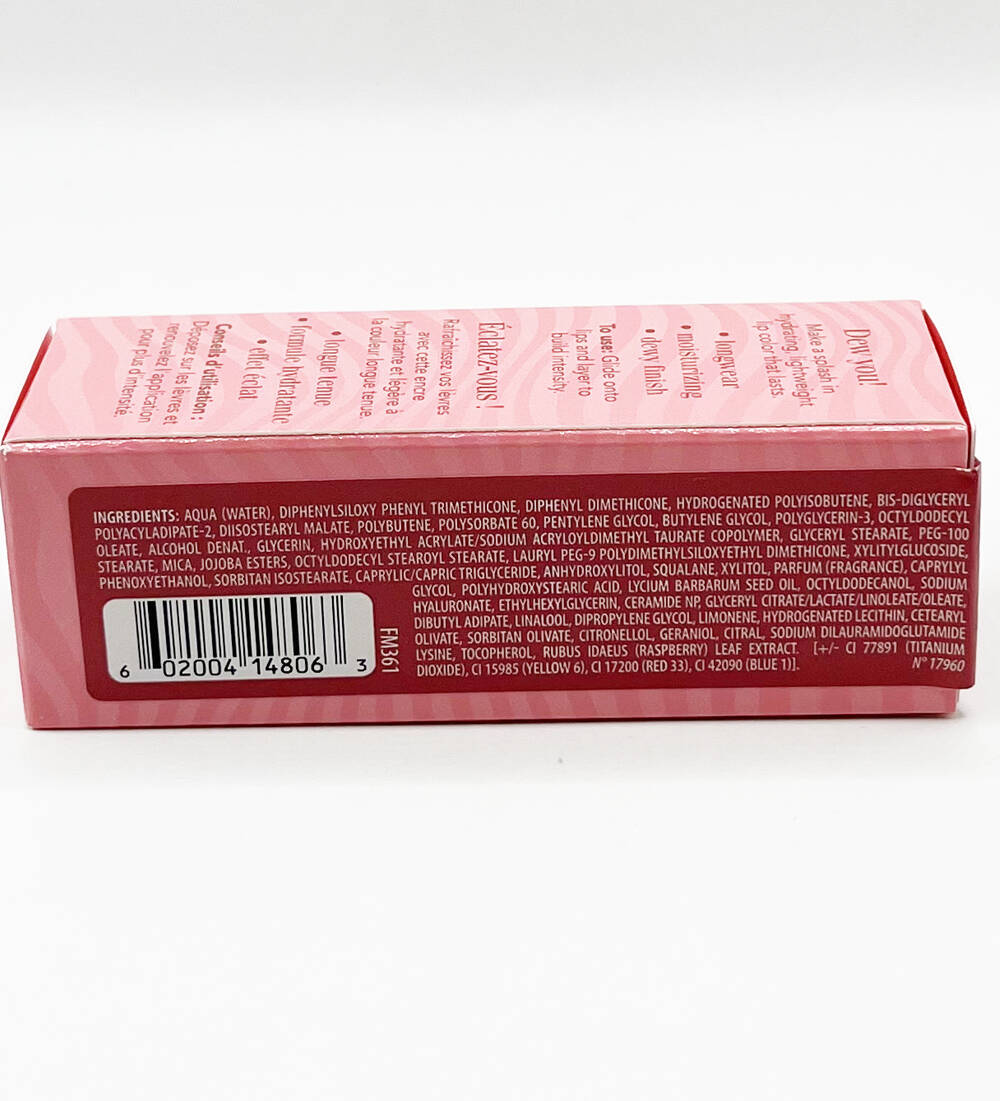 Dew you!
Make a splash in
hydrating, lightweight
lip color that lasts.
• longwear
• moisturizing
• dewy finish
To use: Glide onto
lips and layer to
build intensity.
Éclatez-vous !
Rafraîchissez vos lèvres
avec cette encre
hydratante et légère à
la couleur longue tenue.
• longue tenue
• formule hydratante
• effet éclat
Conseils d'utilisation :
Déposez sur les lèvres et
renouvelez l'application
pour plus d'intensité.
INGREDIENTS: AQUA (WATER), DIPHENYLSILOXY PHENYL TRIMETHICONE, DIPHENYL DIMETHICONE, HYDROGENATED POLYISOBUTENE, BIS-DIGLYCERYL
POLYACYLADIPATE-2, DIISOSTEARYL MALATE, POLYBUTENE, POLYSORBATE 60, PENTYLENE GLYCOL, BUTYLENE GLYCOL, POLYGLYCERIN-3, OCTYLDODECYL
OLEATE, ALCOHOL DENAT., GLYCERIN, HYDROXYETHYL ACRYLATE/SODIUM ACRYLOYLDIMETHYL TAURATE COPOLYMER, GLYCERYL STEARATE, PEG-100
STEARATE, MICA, JOJOBA ESTERS, OCTYLDODECYL STEAROYL STEARATE, LAURYL PEG-9 POLYDIMETHYLSILOXYETHYL DIMETHICONE, XYLITYLGLUCOSIDE,
PHENOXYETHANOL, SORBITAN ISOSTEARATE, CAPRYLIC/CAPRIC TRIGLYCERIDE, ANHYDROXYLITOL, SQUALANE, XYLITOL, PARFUM (FRAGRANCE), CAPRYLYL
GLYCOL, POLYHYDROXYSTEARIC ACID, LYCIUM BARBARUM SEED OIL, OCTYLDODECANOL, SODIUM
HYALURONATE, ETHYLHEXYLGLYCERIN, CERAMIDE NP, GLYCERYL CITRATE/LACTATE/LINOLEATE/OLEATE,
DIBUTYL ADIPATE, LINALOOL, DIPROPYLENE GLYCOL, LIMONENE, HYDROGENATED LECITHIN, CETEARYL
OLIVATE, SORBITAN OLIVATE, CITRONELLOL, GERANIOL, CITRAL, SODIUM DILAURAMIDOGLUTAMIDE
LYSINE, TOCOPHEROL, RUBUS IDAEUS (RASPBERRY) LEAF EXTRACT. [+/- CI 77891 (TITANIUM
DIOXIDE), CI 15985 (YELLOW 6), CI 17200 (RED 33), CI 42090 (BLUE 1)].
N° 17960
FM361
6 02004 14806 3